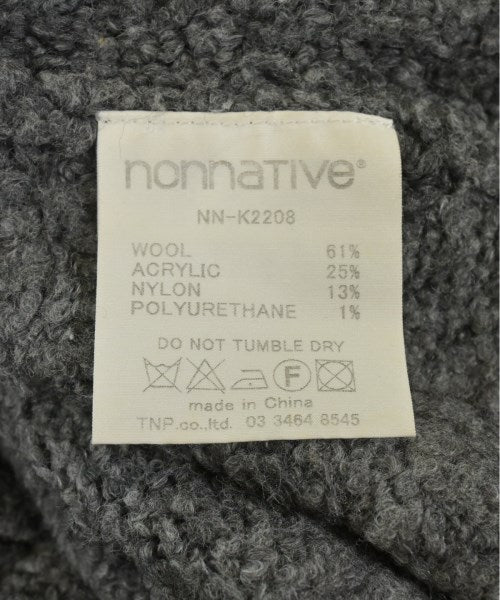 nonnative®
NN-K2208
WOOL 61%
ACRYLIC 25%
NYLON 13%
POLYURETHANE 1%
DO NOT TUMBLE DRY
F
made in China
TNP.co.,ltd. 03 3464 8545